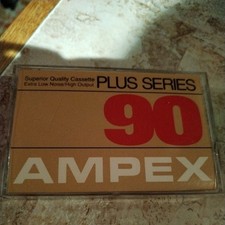 Superior Quality Cassette PLUS SERIES
Extra Low Noise/High Output
90
AMPEX